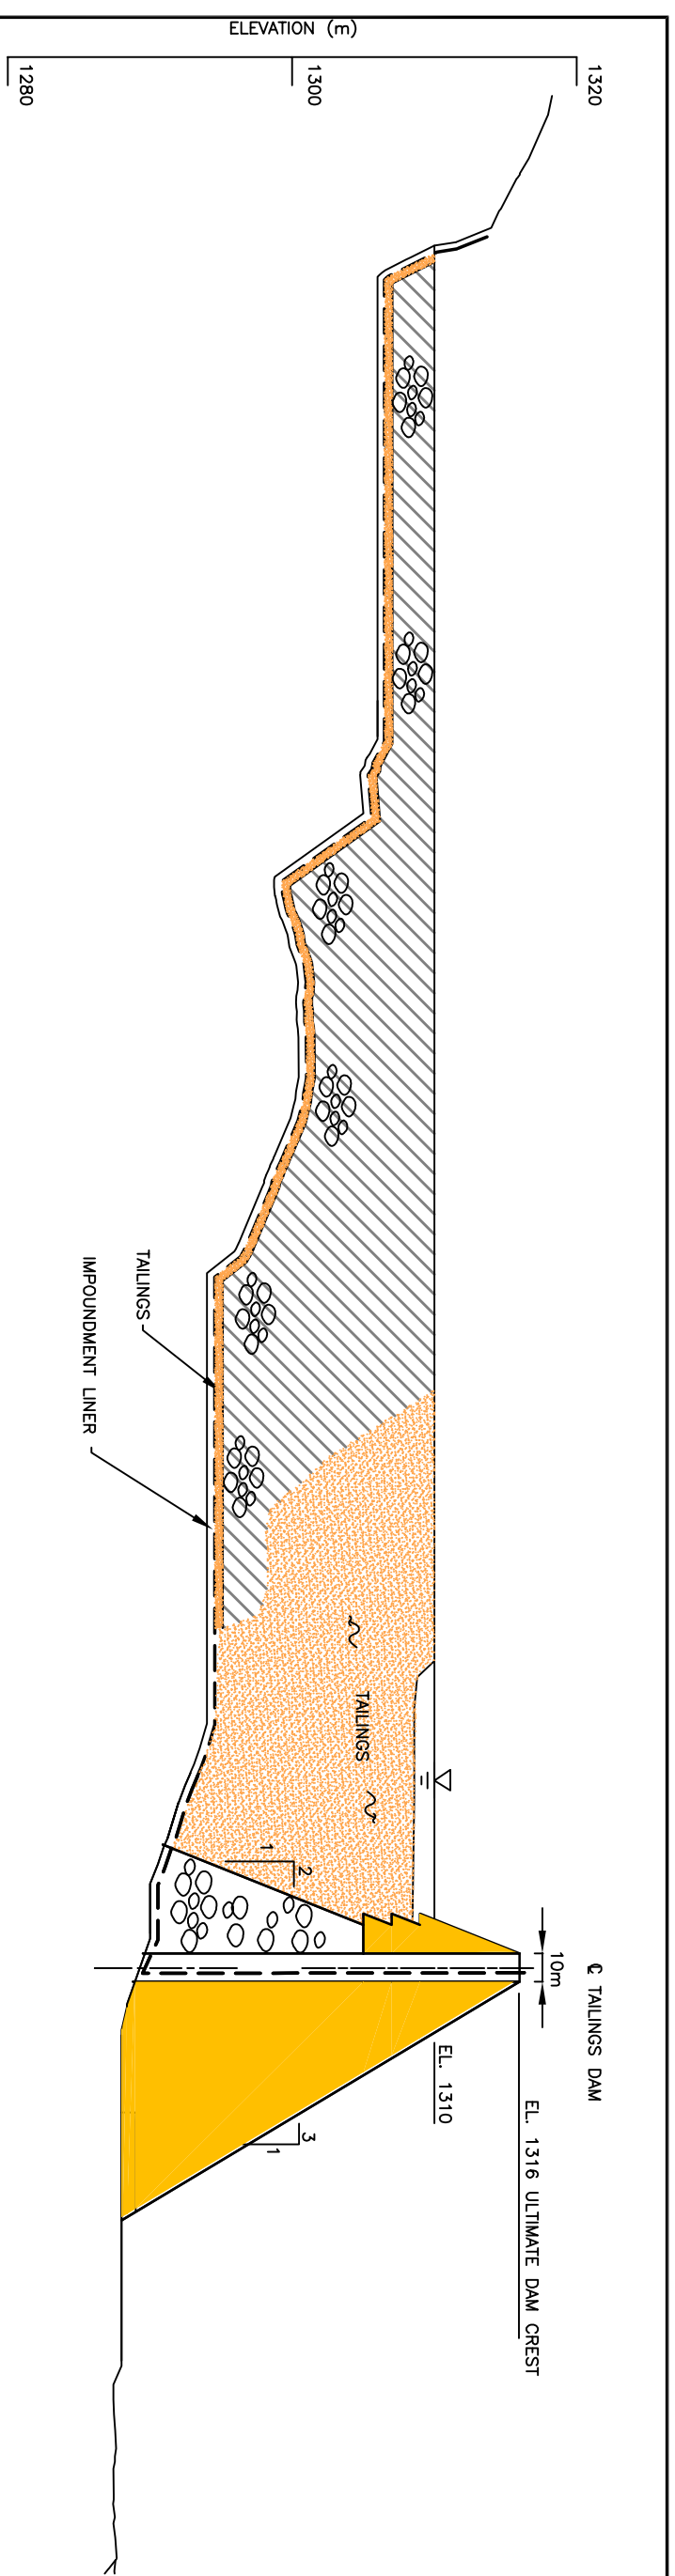 ELEVATION (m)
1320
1300
1280
℄ TAILINGS DAM
10m
EL. 1316 ULTIMATE DAM CREST
EL. 1310
TAILINGS
2
1
3
1
TAILINGS
IMPOUNDMENT LINER